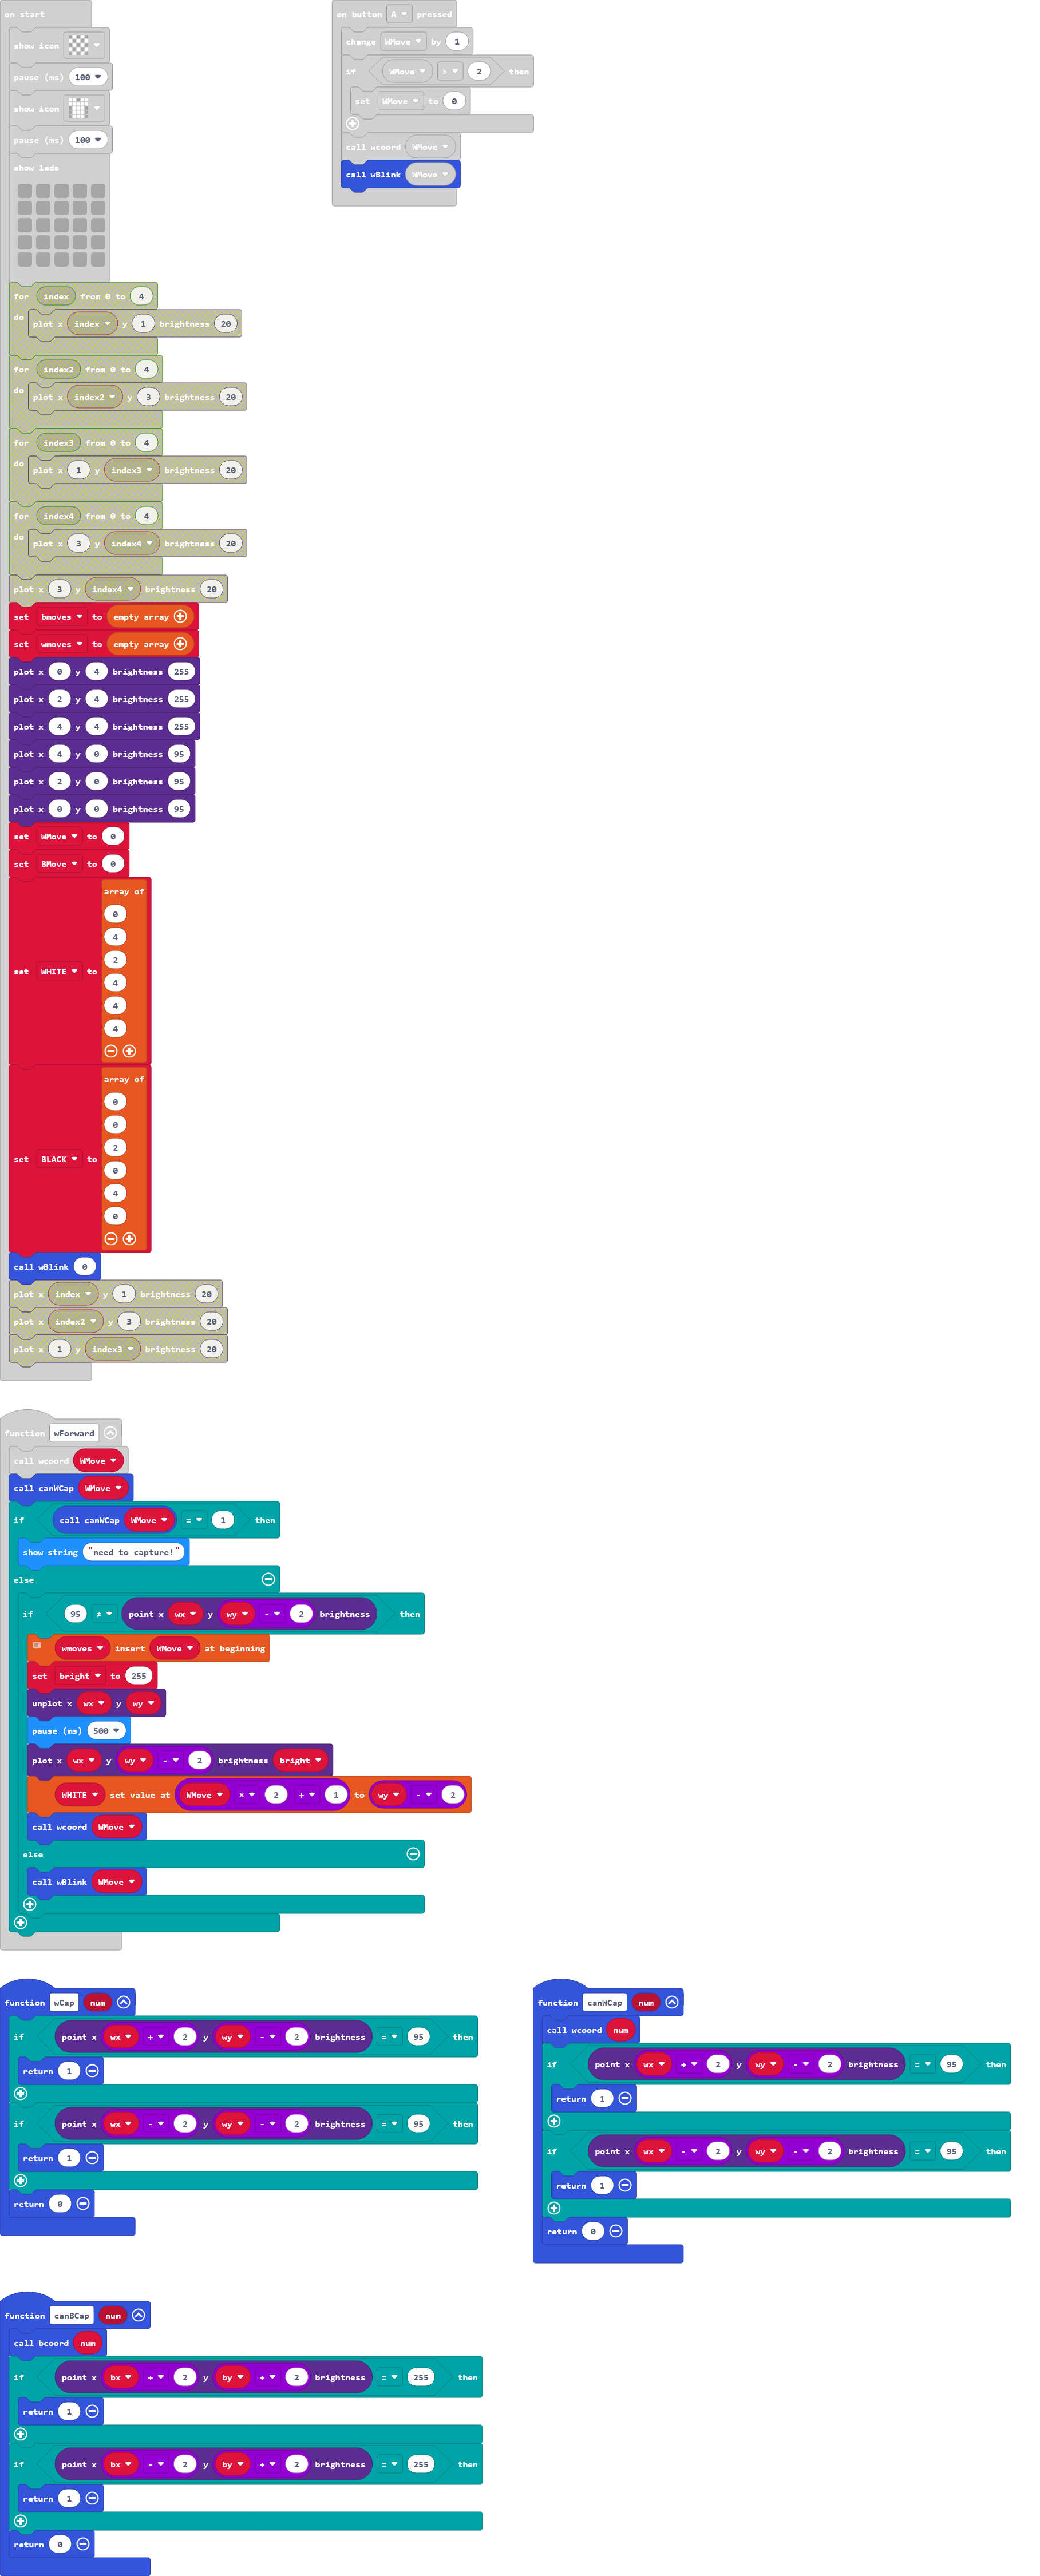 on start
show icon
pause (ms) 100
show icon
pause (ms) 100
show leds
for index from 0 to 4
do plot x index y 1 brightness 20
for index2 from 0 to 4
do plot x index2 y 3 brightness 20
for index3 from 0 to 4
do plot x 1 y index3 brightness 20
for index4 from 0 to 4
do plot x 3 y index4 brightness 20
plot x 3 y index4 brightness 20
set bmoves to empty array
set wmoves to empty array
plot x 0 y 4 brightness 255
plot x 2 y 4 brightness 255
plot x 4 y 4 brightness 255
plot x 4 y 0 brightness 95
plot x 2 y 0 brightness 95
plot x 0 y 0 brightness 95
set WMove to 0
set BMove to 0
set WHITE to array of
0
4
2
4
4
4
set BLACK to array of
0
0
2
0
4
0
call wBlink 0
plot x index y 1 brightness 20
plot x index2 y 3 brightness 20
plot x 1 y index3 brightness 20
on button A pressed
change WMove by 1
if WMove > 2 then
set WMove to 0
call wcoord WMove
call wBlink WMove
function wForward
call wcoord WMove
call canWCap WMove
if call canWCap WMove = 1 then
show string "need to capture!"
else
if 95 ≠ point x wx y wy - 2 brightness then
wmoves insert WMove at beginning
set bright to 255
unplot x wx y wy
pause (ms) 500
plot x wx y wy - 2 brightness bright
WHITE set value at WMove × 2 + 1 to wy - 2
call wcoord WMove
else
call wBlink WMove
function wCap num
if point x wx + 2 y wy - 2 brightness = 95 then
return 1
if point x wx - 2 y wy - 2 brightness = 95 then
return 1
return 0
function canWCap num
call wcoord num
if point x wx + 2 y wy - 2 brightness = 95 then
return 1
if point x wx - 2 y wy - 2 brightness = 95 then
return 1
return 0
function canBCap num
call bcoord num
if point x bx + 2 y by + 2 brightness = 255 then
return 1
if point x bx - 2 y by + 2 brightness = 255 then
return 1
return 0